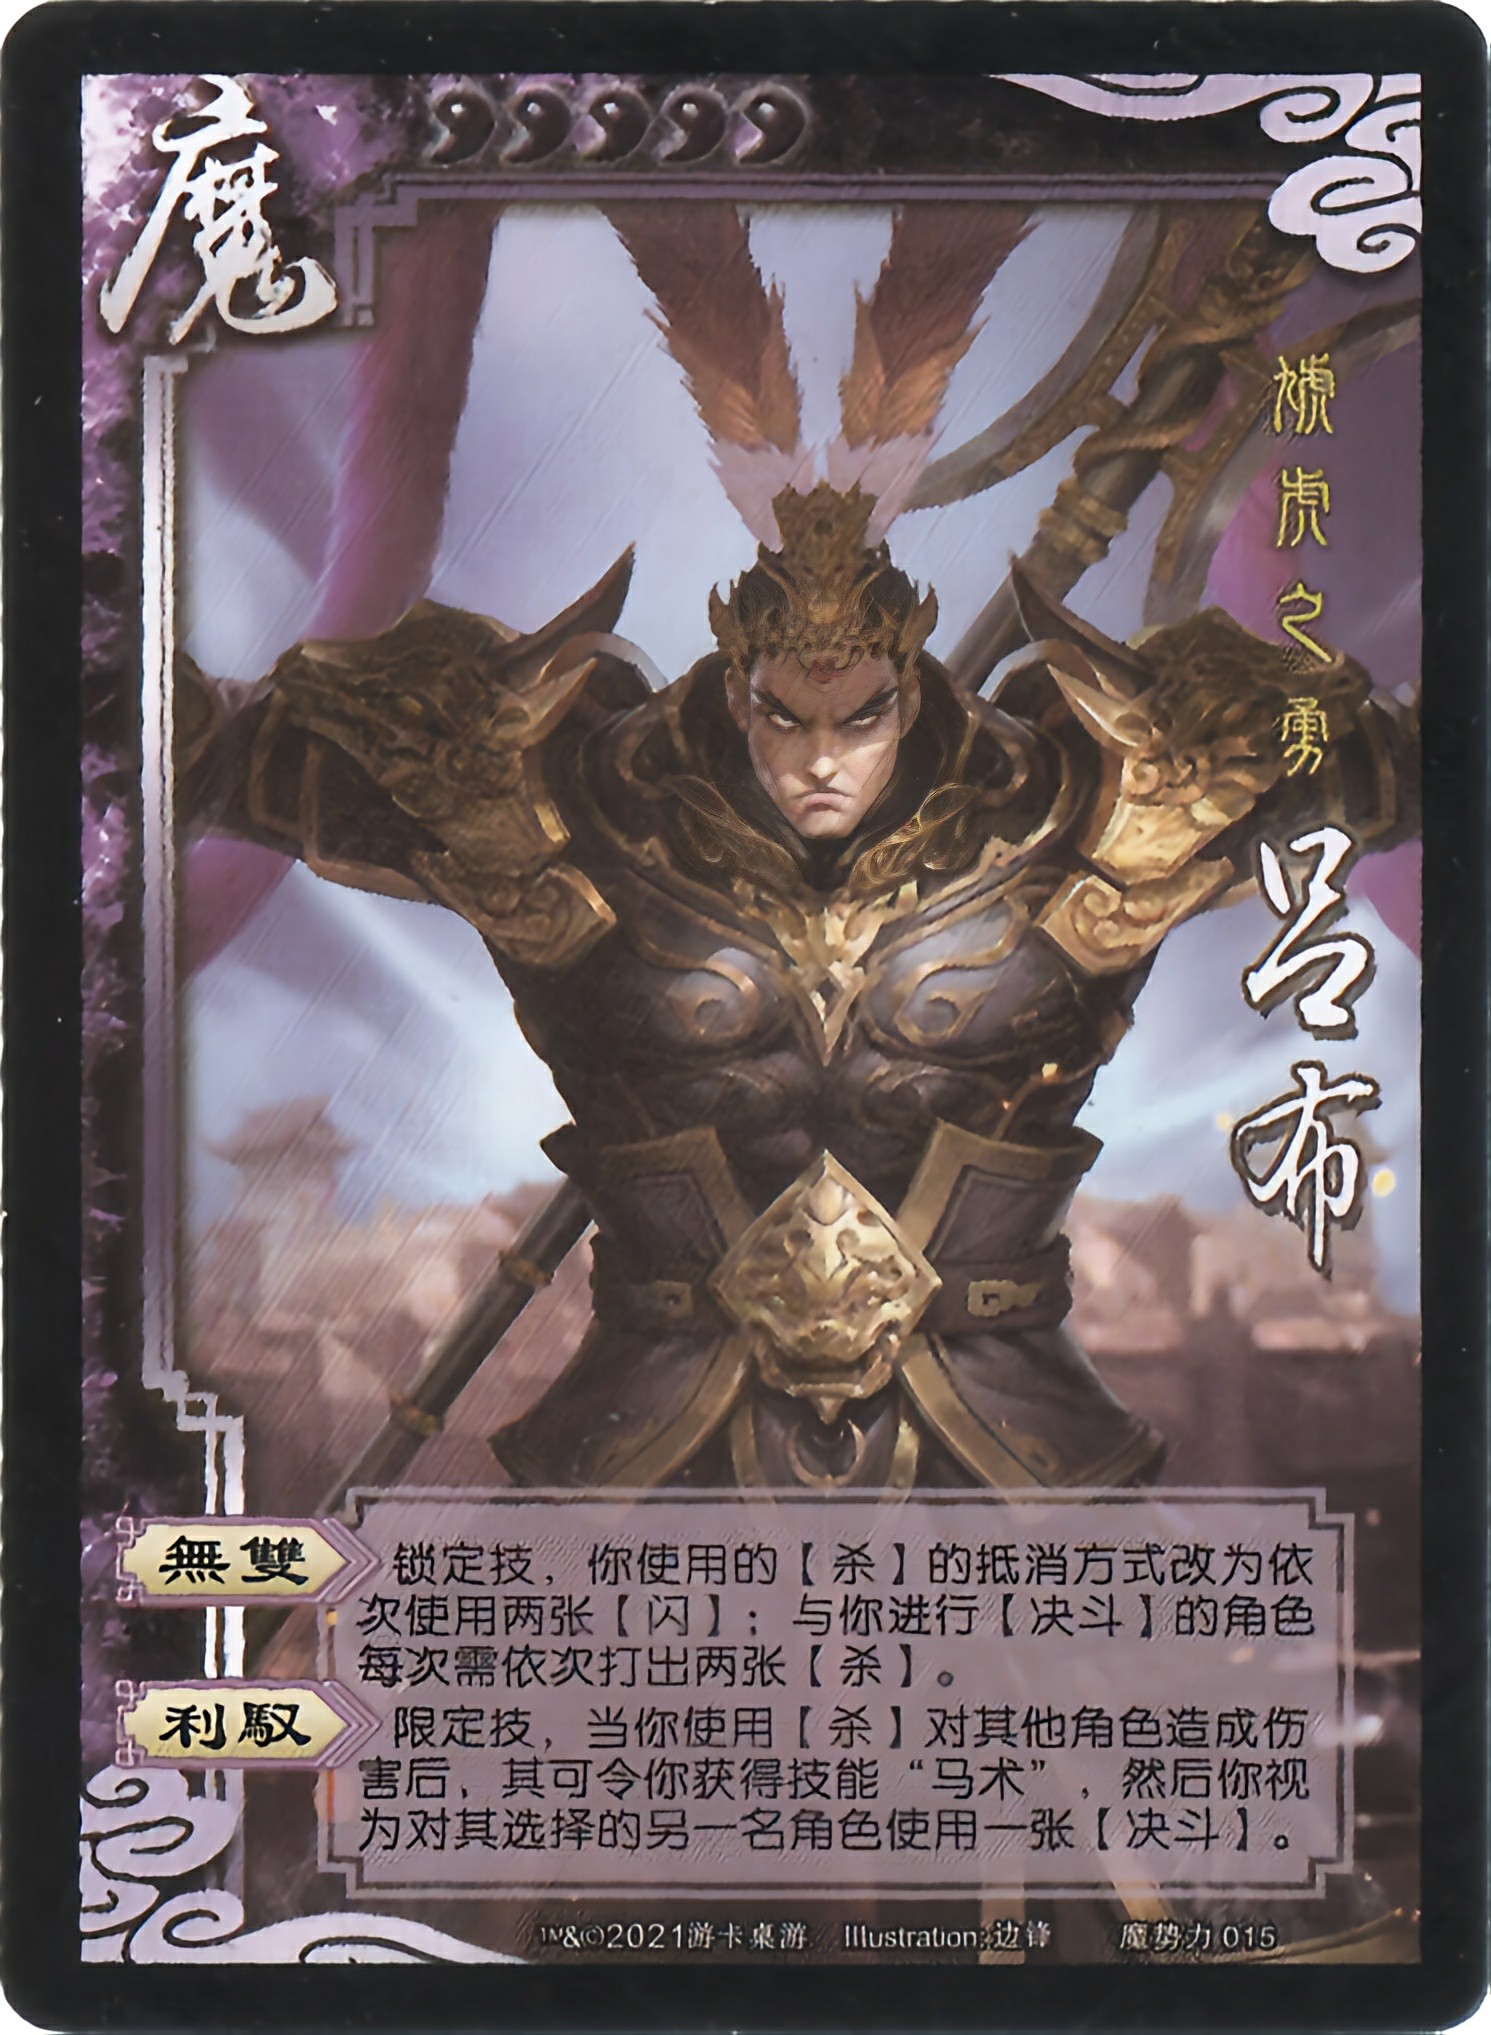 魔
虓虎之勇
呂布
無雙
锁定技，你使用的【杀】的抵消方式改为依
次使用两张【闪】；与你进行【决斗】的角色
每次需依次打出两张【杀】。
利馭
限定技，当你使用【杀】对其他角色造成伤
害后，其可令你获得技能“马术”，然后你视
为对其选择的另一名角色使用一张【决斗】。
™&©2021游卡桌游 Illustration:边锋 魔势力 015